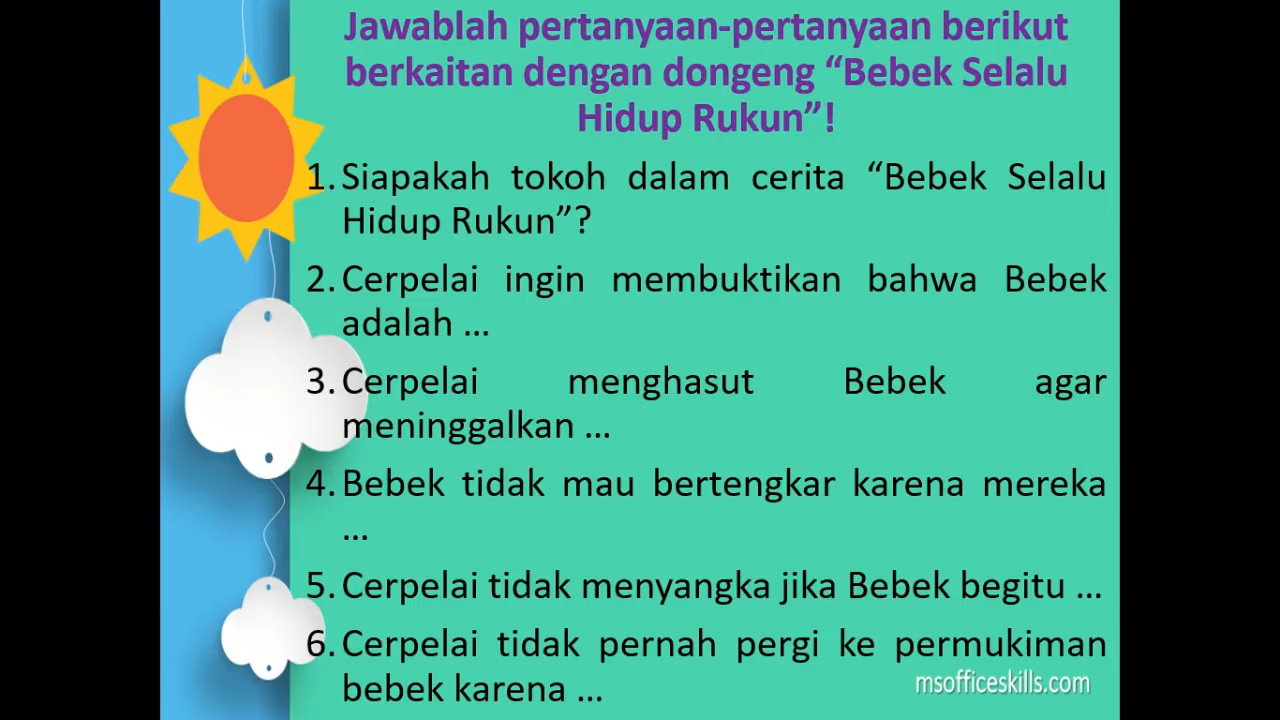 Jawablah pertanyaan-pertanyaan berikut
berkaitan dengan dongeng “Bebek Selalu
Hidup Rukun”!
1. Siapakah tokoh dalam cerita “Bebek Selalu
Hidup Rukun”?
2. Cerpelai ingin membuktikan bahwa Bebek
adalah ...
3. Cerpelai menghasut Bebek agar
meninggalkan ...
4. Bebek tidak mau bertengkar karena mereka
...
5. Cerpelai tidak menyangka jika Bebek begitu ...
6. Cerpelai tidak pernah pergi ke permukiman
bebek karena ...
msofficeskills.com